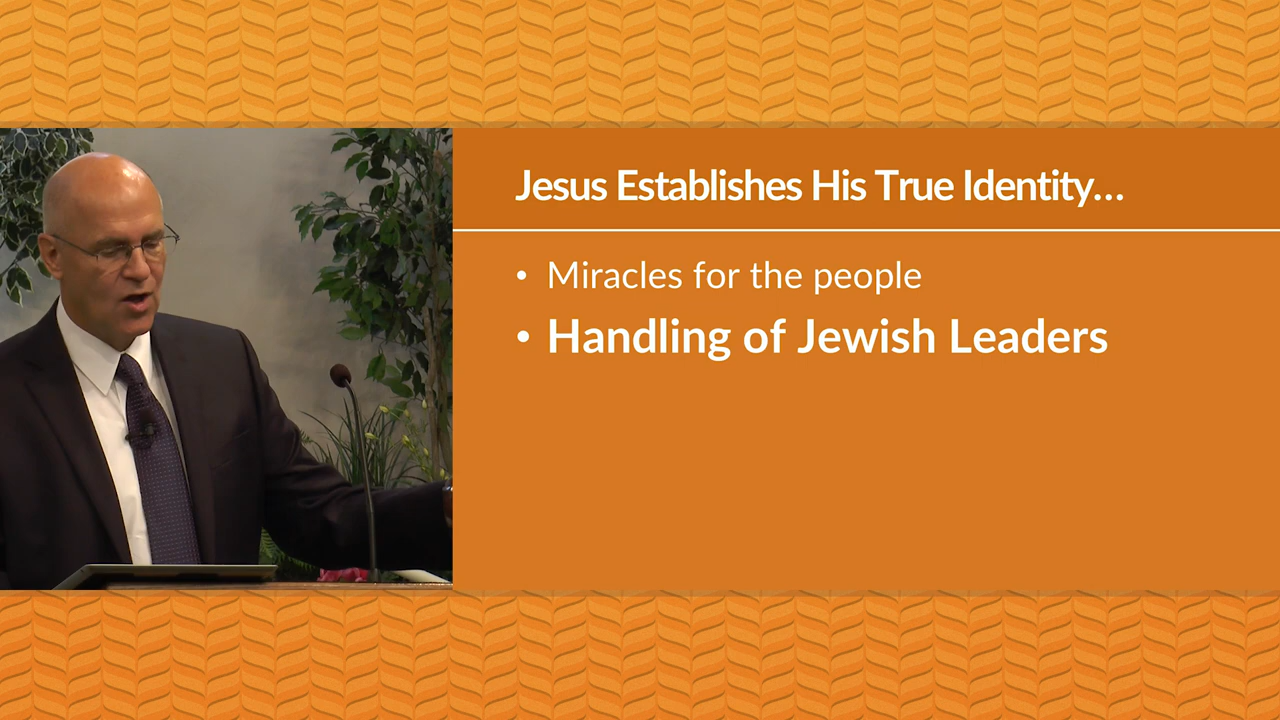 Jesus Establishes His True Identity…
• Miracles for the people
• Handling of Jewish Leaders